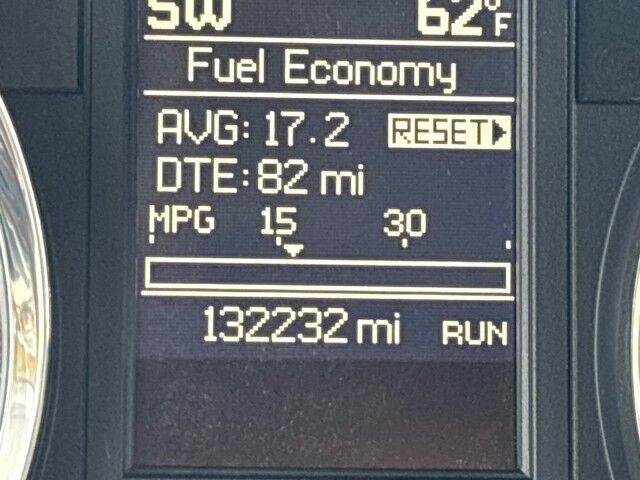 SW 62°F
Fuel Economy
AVG: 17.2 RESET
DTE: 82 mi
MPG 15 30
132232 mi RUN